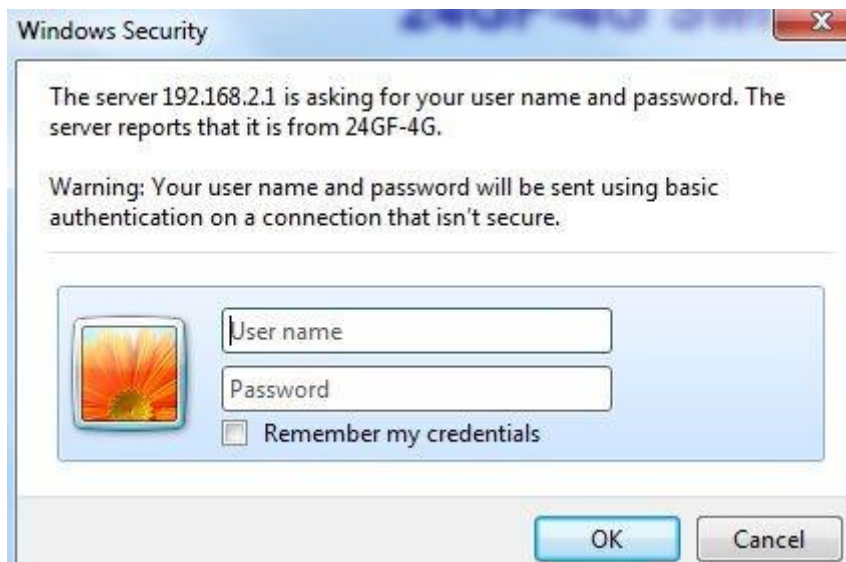 Windows Security
24GF-4G
The server 192.168.2.1 is asking for your user name and password. The
server reports that it is from 24GF-4G.
Warning: Your user name and password will be sent using basic
authentication on a connection that isn't secure.
User name
Password
Remember my credentials
OK
Cancel